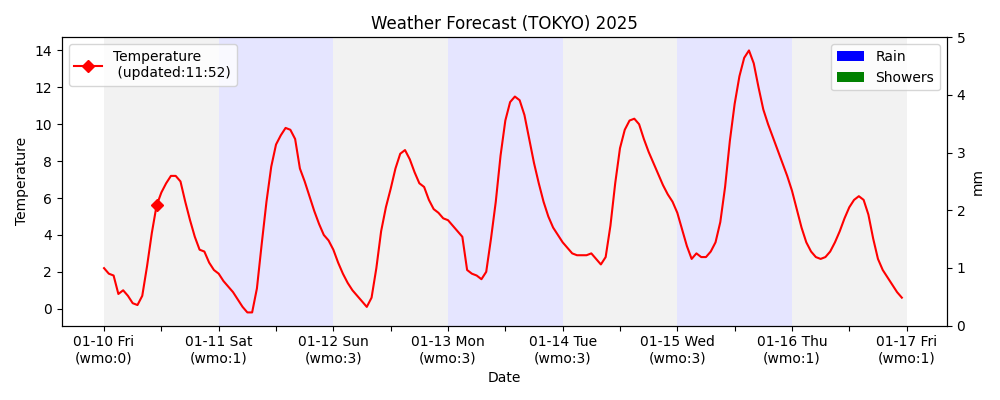 Weather Forecast (TOKYO) 2025
Temperature
(updated:11:52)
Rain
Showers
Temperature
14
12
10
8
6
4
2
0
5
4
3
2
1
0
mm
01-10 Fri
(wmo:0)
01-11 Sat
(wmo:1)
01-12 Sun
(wmo:3)
01-13 Mon
(wmo:3)
01-14 Tue
(wmo:3)
01-15 Wed
(wmo:3)
01-16 Thu
(wmo:1)
01-17 Fri
(wmo:1)
Date